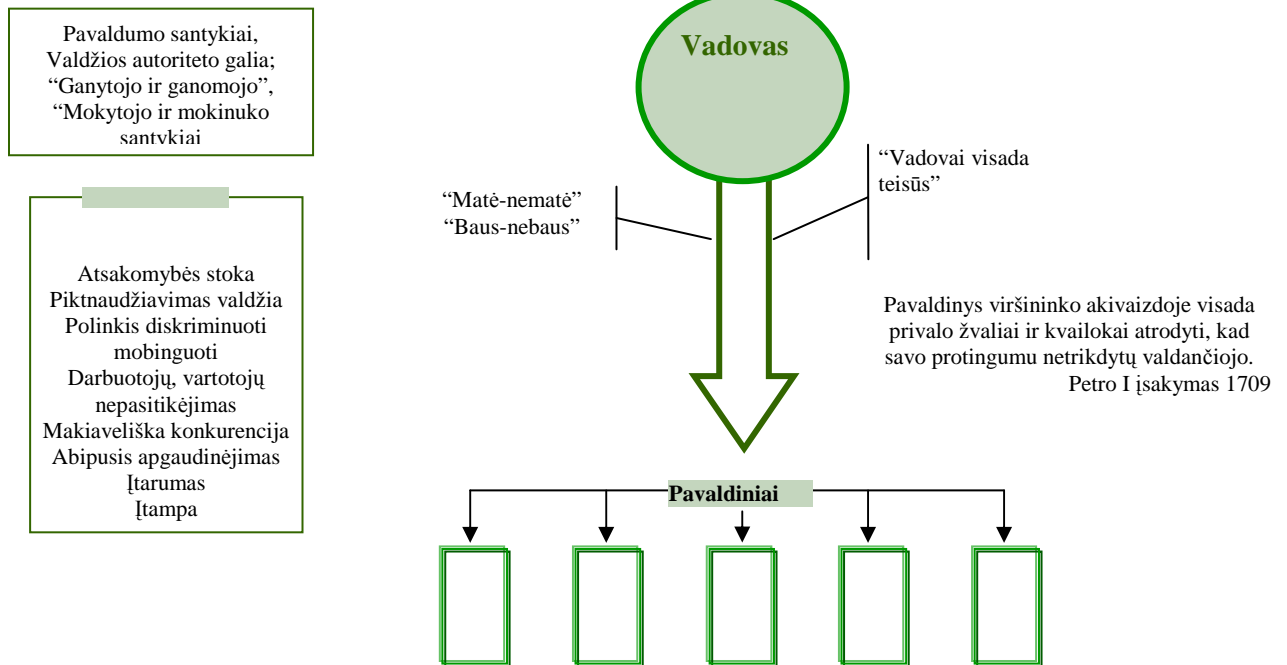 Pavaldumo santykiai,
Valdžios autoriteto galia;
“Ganytojo ir ganomojo”,
“Mokytojo ir mokinuko
santykiai
Vadovas
“Matė-nematė”
“Baus-nebaus”
“Vadovai visada
teisūs”
Atsakomybės stoka
Piktnaudžiavimas valdžia
Polinkis diskriminuoti
mobinguoti
Darbuotojų, vartotojų
nepasitikėjimas
Makiaveliška konkurencija
Abipusis apgaudinėjimas
Įtarumas
Įtampa
Pavaldinys viršininko akivaizdoje visada
privalo žvaliai ir kvailokai atrodyti, kad
savo protingumu netrikdytų valdančiojo.
Petro I įsakymas 1709
Pavaldiniai